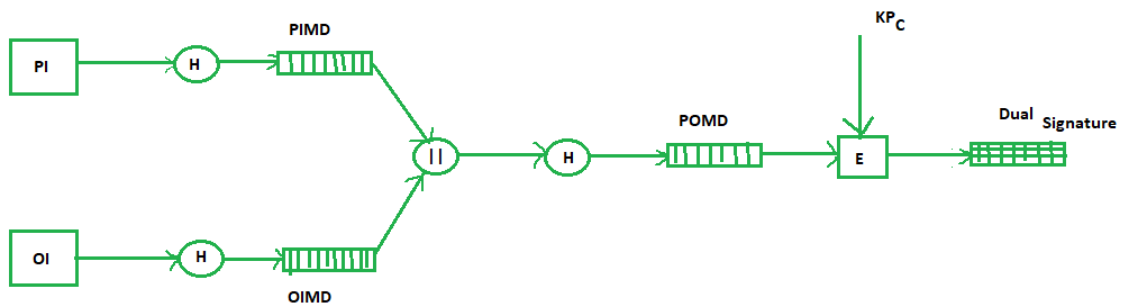 PIMD
PI
H
KPC
POMD
Dual Signature
||
H
E
OI
H
OIMD